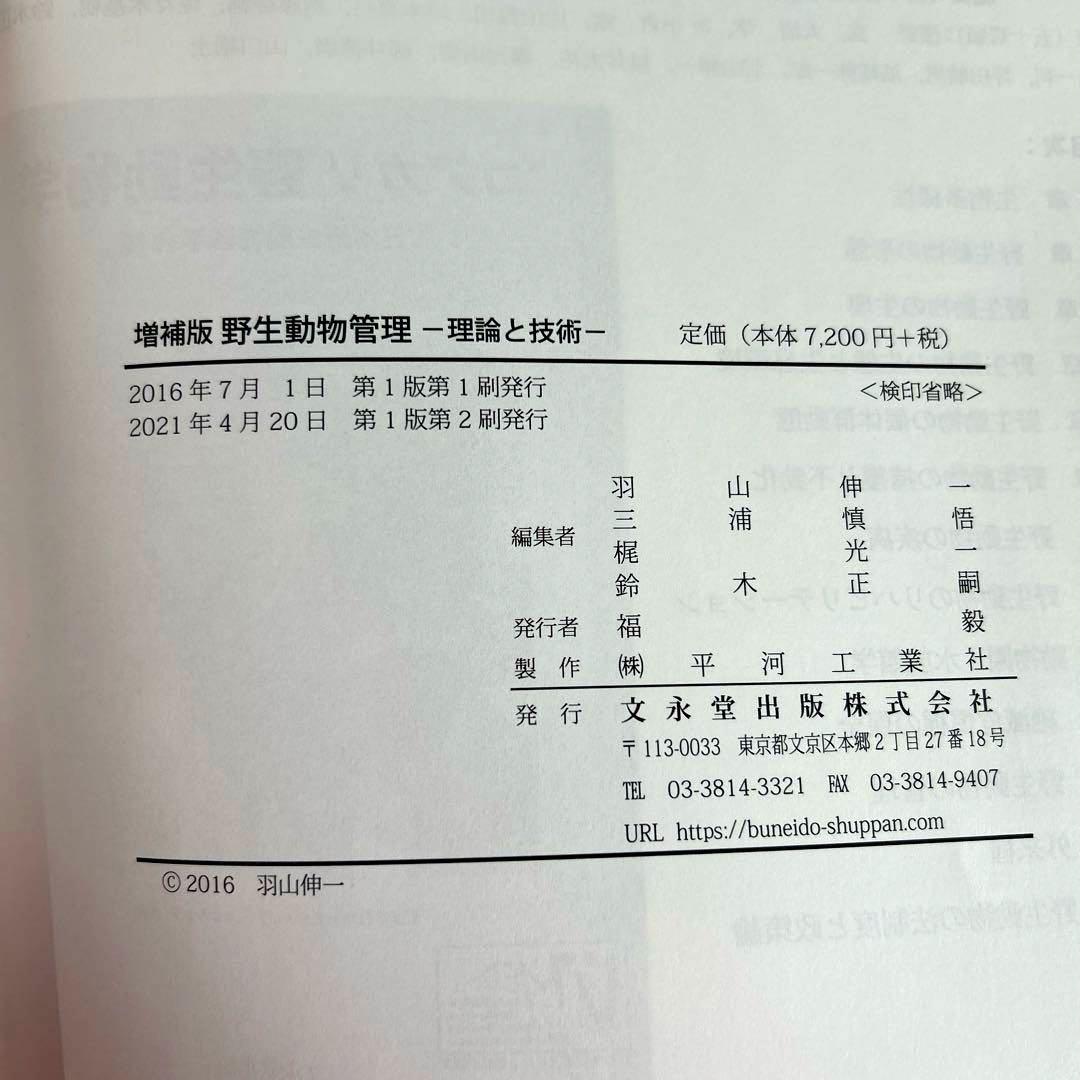 増補版 野生動物管理 －理論と技術－ 定価（本体 7,200 円＋税）
2016 年 7 月 1 日 第 1 版第 1 刷発行 ＜検印省略＞
2021 年 4 月 20 日 第 1 版第 2 刷発行
羽山伸一
三浦慎悟
編集者
梶光一
鈴木正嗣
発行者 福毅
製作 ㈱平河工業社
発行 文永堂出版株式会社
〒113-0033 東京都文京区本郷 2 丁目 27 番 18 号
TEL 03-3814-3321 FAX 03-3814-9407
URL https://buneido-shuppan.com
© 2016 羽山伸一